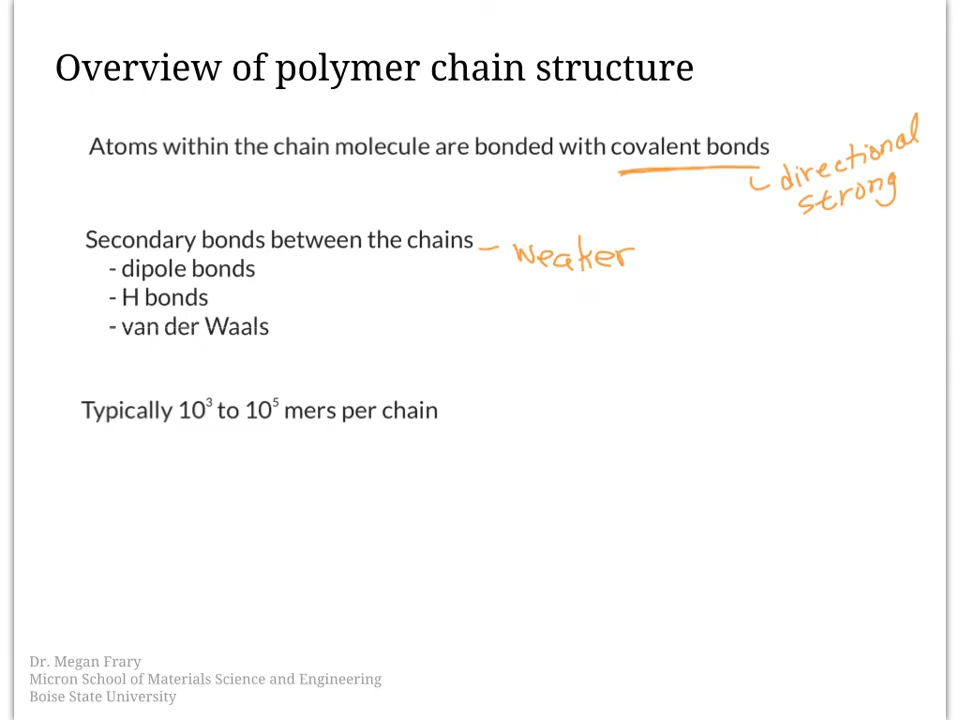 Overview of polymer chain structure
Atoms within the chain molecule are bonded with covalent bonds
directional
strong
Secondary bonds between the chains – weaker
- dipole bonds
- H bonds
- van der Waals
Typically 10³ to 10⁵ mers per chain
Dr. Megan Frary
Micron School of Materials Science and Engineering
Boise State University